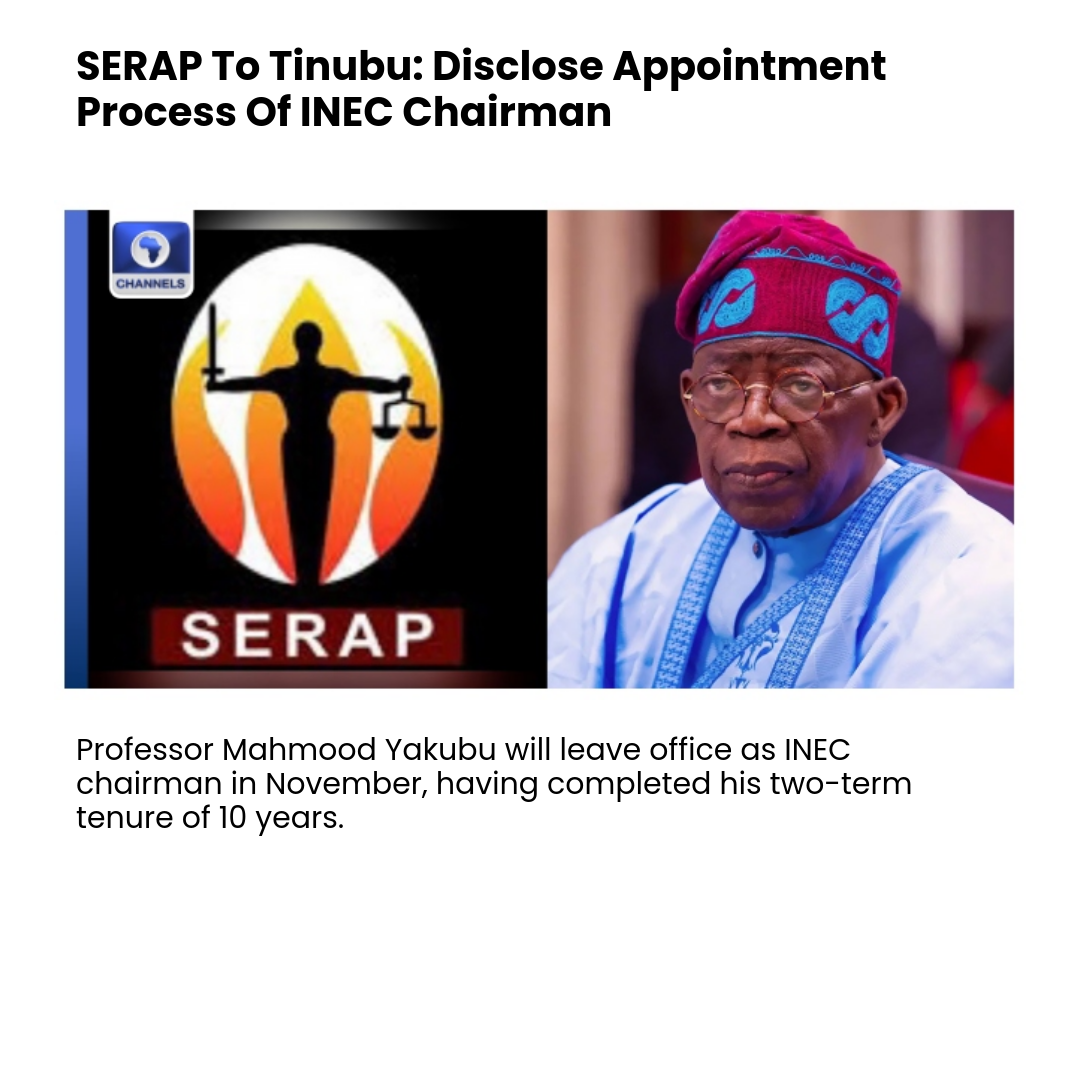 SERAP To Tinubu: Disclose Appointment
Process Of INEC Chairman
CHANNELS
SERAP
Professor Mahmood Yakubu will leave office as INEC
chairman in November, having completed his two-term
tenure of 10 years.